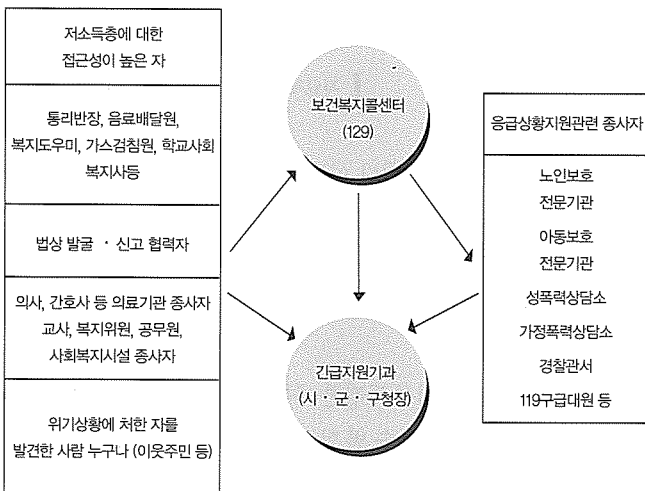 저소득층에 대한
접근성이 높은 자
통리반장, 음료배달원,
복지도우미, 가스검침원, 학교사회
복지사등
법상 발굴 · 신고 협력자
의사, 간호사 등 의료기관 종사자
교사, 복지위원, 공무원,
사회복지시설 종사자
위기상황에 처한 자를
발견한 사람 누구나 (이웃주민 등)
보건복지콜센터
(129)
긴급지원기과
(시 · 군 · 구청장)
응급상황지원관련 종사자
노인보호
전문기관
아동보호
전문기관
성폭력상담소
가정폭력상담소
경찰관서
119구급대원 등